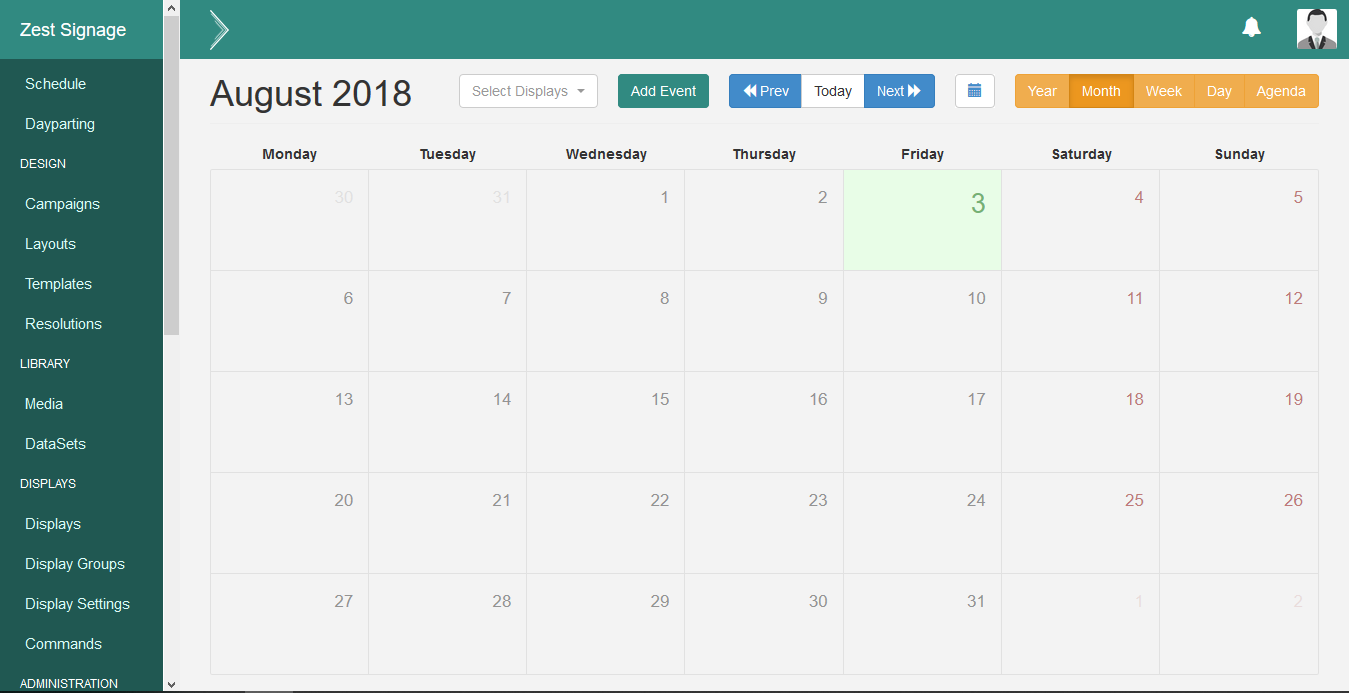 Zest Signage
Schedule
Dayparting
DESIGN
Campaigns
Layouts
Templates
Resolutions
LIBRARY
Media
DataSets
DISPLAYS
Displays
Display Groups
Display Settings
Commands
ADMINISTRATION
August 2018 Select Displays Add Event Prev Today Next Year Month Week Day Agenda
Monday Tuesday Wednesday Thursday Friday Saturday Sunday
30 31 1 2 3 4 5
6 7 8 9 10 11 12
13 14 15 16 17 18 19
20 21 22 23 24 25 26
27 28 29 30 31 1 2